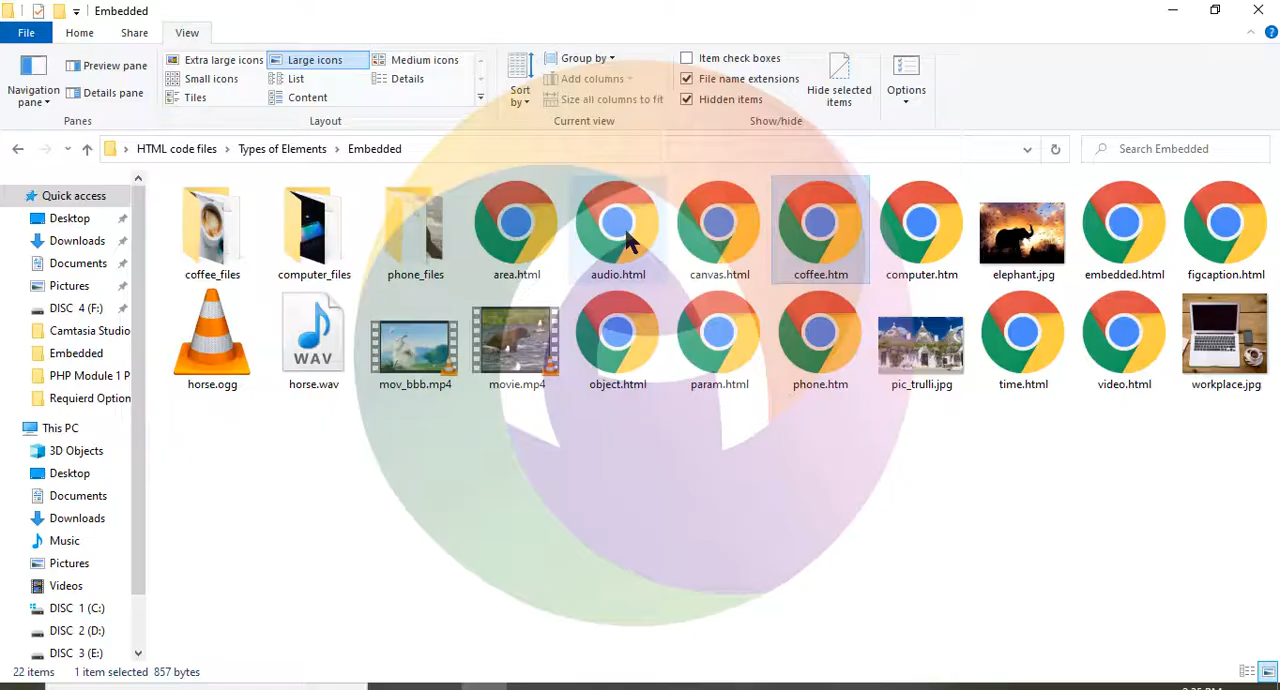 Embedded
File Home Share View
Navigation pane
Preview pane
Details pane
Panes
Extra large icons Large icons Medium icons
Small icons List Details
Tiles Content
Layout
Sort by
Group by
Add columns
Size all columns to fit
Current view
Item check boxes
File name extensions
Hidden items
Hide selected items
Show/hide
Options
HTML code files > Types of Elements > Embedded
Search Embedded
Quick access
Desktop
Downloads
Documents
Pictures
DISC 4 (F:)
Camtasia Studio
Embedded
PHP Module 1 P
Requierd Option
This PC
3D Objects
Desktop
Documents
Downloads
Music
Pictures
Videos
DISC 1 (C:)
DISC 2 (D:)
DISC 3 (E:)
coffee_files computer_files phone_files area.html audio.html canvas.html coffee.htm computer.htm elephant.jpg embedded.html figcaption.html
WAV
horse.ogg horse.wav mov_bbb.mp4 movie.mp4 object.html param.html phone.htm pic_trulli.jpg time.html video.html workplace.jpg
22 items 1 item selected 857 bytes